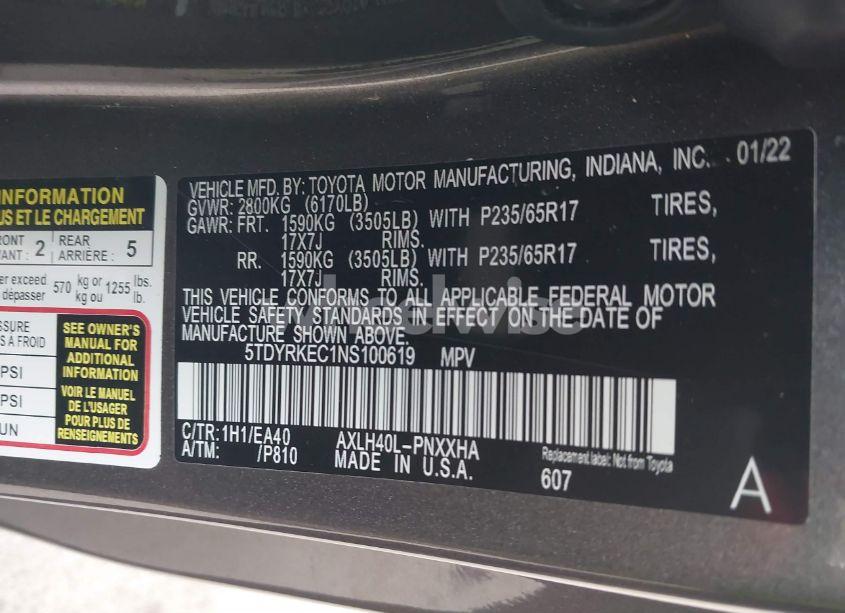 INFORMATION
US ET LE CHARGEMENT
RONT
VANT : 2
REAR
ARRIÈRE : 5
er exceed
dépasser 570 kg or
kg ou 1255 lbs.
lb.
SSURE
S A FROID
PSI
PSI
UN
SEE OWNER'S
MANUAL FOR
ADDITIONAL
INFORMATION
VOIR LE MANUEL
DE L'USAGER
POUR PLUS DE
RENSEIGNEMENTS
VEHICLE MFD. BY: TOYOTA MOTOR MANUFACTURING, INDIANA, INC. 01/22
GVWR: 2800KG (6170LB)
GAWR: FRT. 1590KG (3505LB) WITH P235/65R17 TIRES,
17X7J RIMS.
RR. 1590KG (3505LB) WITH P235/65R17 TIRES,
17X7J RIMS.
THIS VEHICLE CONFORMS TO ALL APPLICABLE FEDERAL MOTOR
VEHICLE SAFETY STANDARDS IN EFFECT ON THE DATE OF
MANUFACTURE SHOWN ABOVE.
5TDYRKEC1NS100619 MPV
C/TR: 1H1/EA40 AXLH40L-PNXXHA
A/TM: /P810 MADE IN U.S.A.
Replacement label: Not from Toyota
607
A